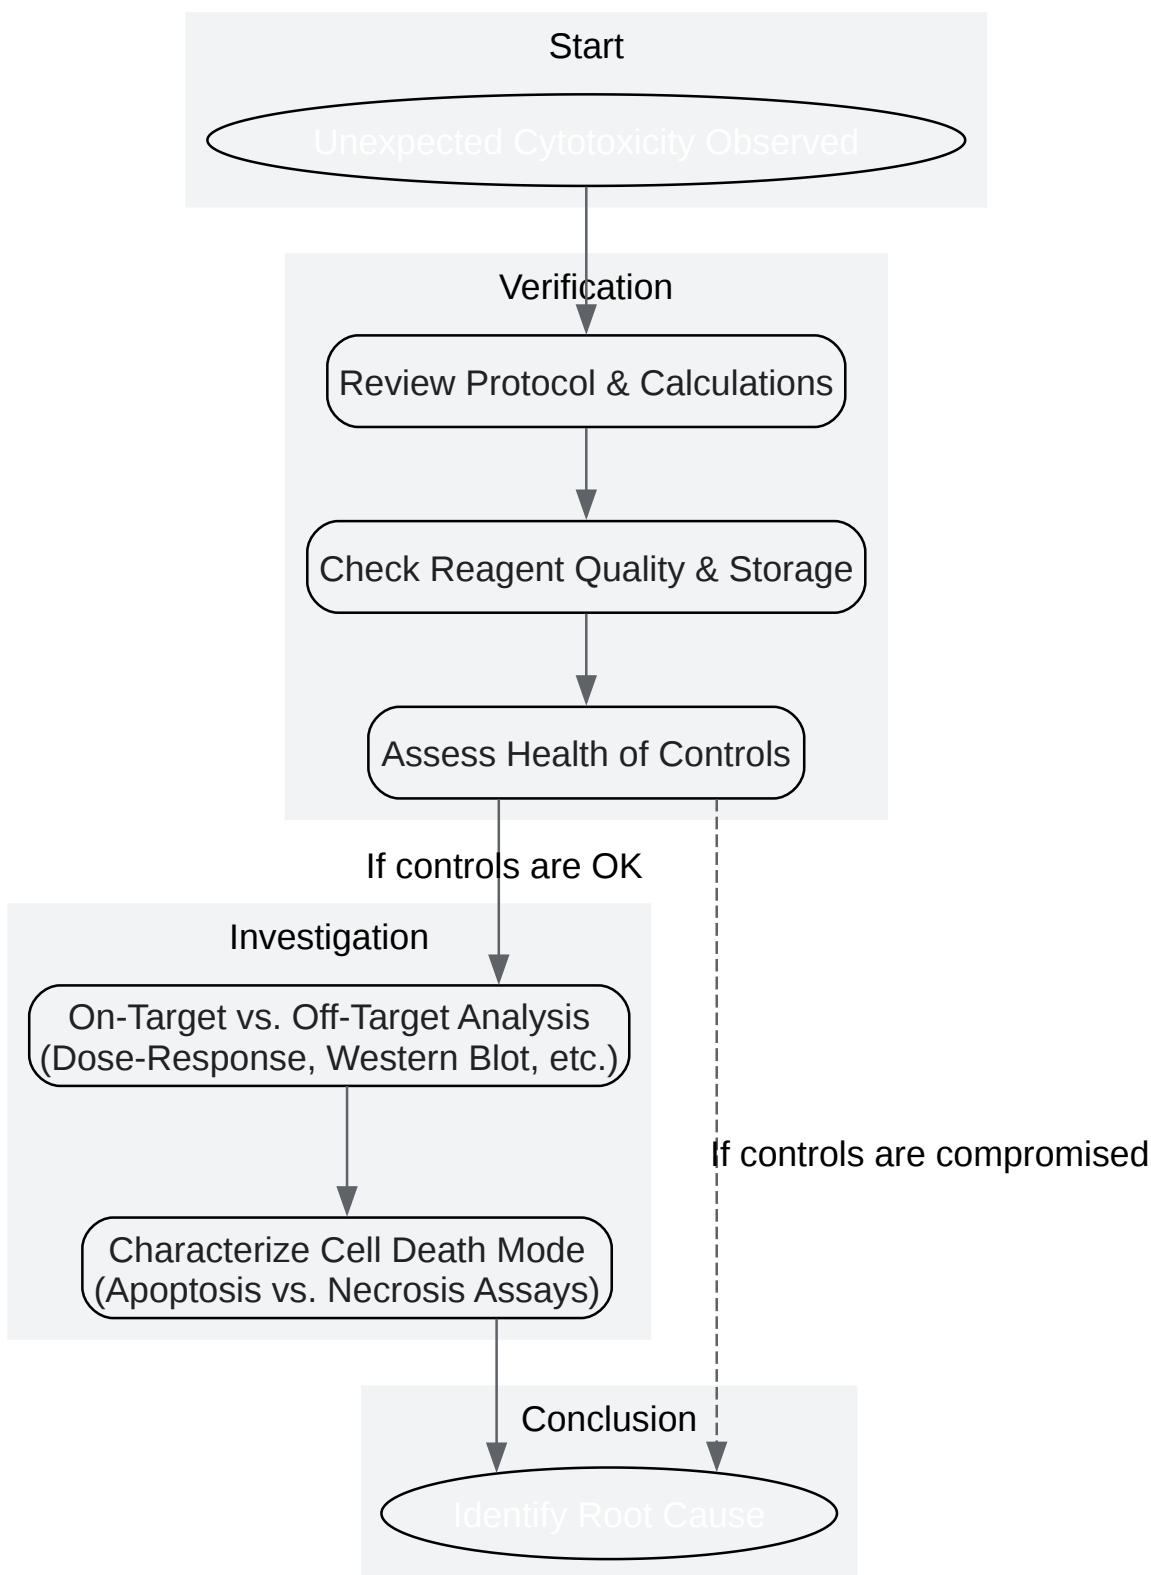 Start
Unexpected Cytotoxicity Observed
Verification
Review Protocol & Calculations
Check Reagent Quality & Storage
Assess Health of Controls
If controls are OK
Investigation
On-Target vs. Off-Target Analysis
(Dose-Response, Western Blot, etc.)
If controls are compromised
Characterize Cell Death Mode
(Apoptosis vs. Necrosis Assays)
Conclusion
Identify Root Cause